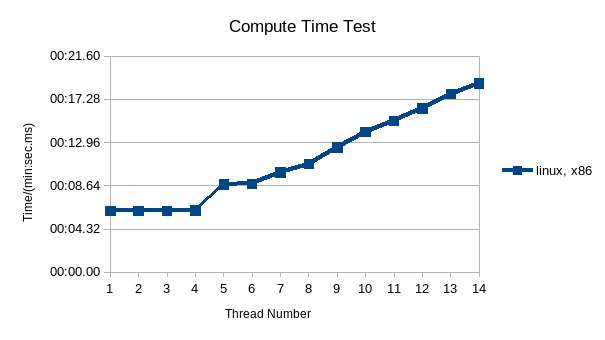 Compute Time Test
00:21.60
00:17.28
00:12.96
00:08.64
00:04.32
00:00.00
Time/(min:sec.ms)
1 2 3 4 5 6 7 8 9 10 11 12 13 14
Thread Number
linux, x86